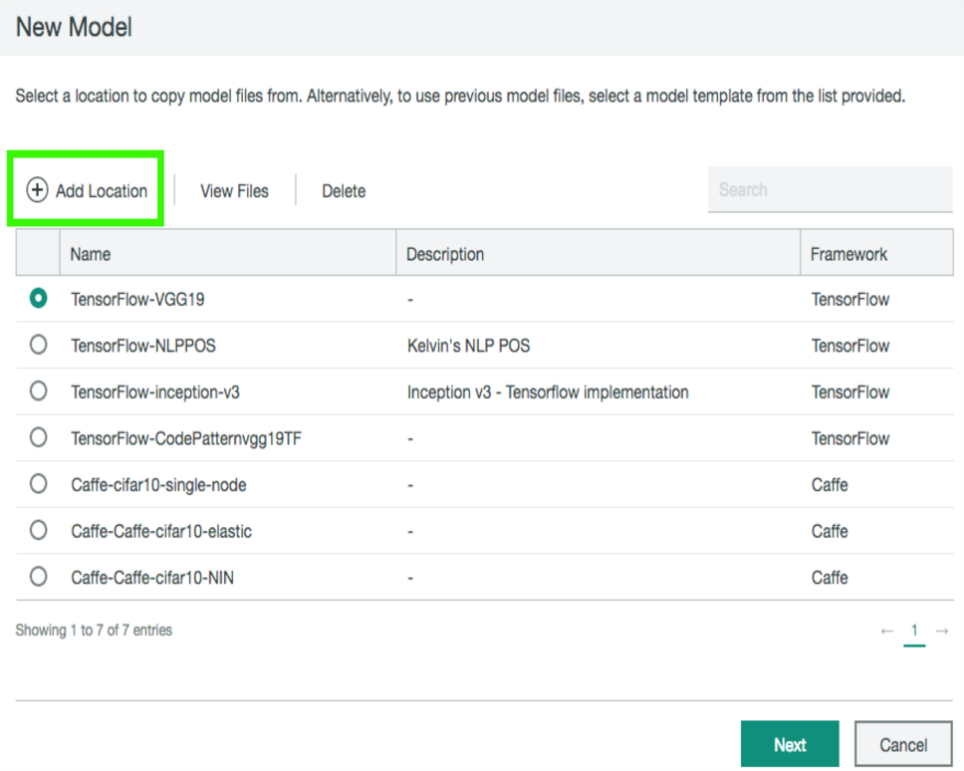 New Model
Select a location to copy model files from. Alternatively, to use previous model files, select a model template from the list provided.
Add Location View Files Delete Search
Name Description Framework
TensorFlow-VGG19 - TensorFlow
TensorFlow-NLPPOS Kelvin's NLP POS TensorFlow
TensorFlow-inception-v3 Inception v3 - Tensorflow implementation TensorFlow
TensorFlow-CodePatternvgg19TF - TensorFlow
Caffe-cifar10-single-node - Caffe
Caffe-Caffe-cifar10-elastic - Caffe
Caffe-Caffe-cifar10-NIN - Caffe
Showing 1 to 7 of 7 entries ← 1 →
Next Cancel